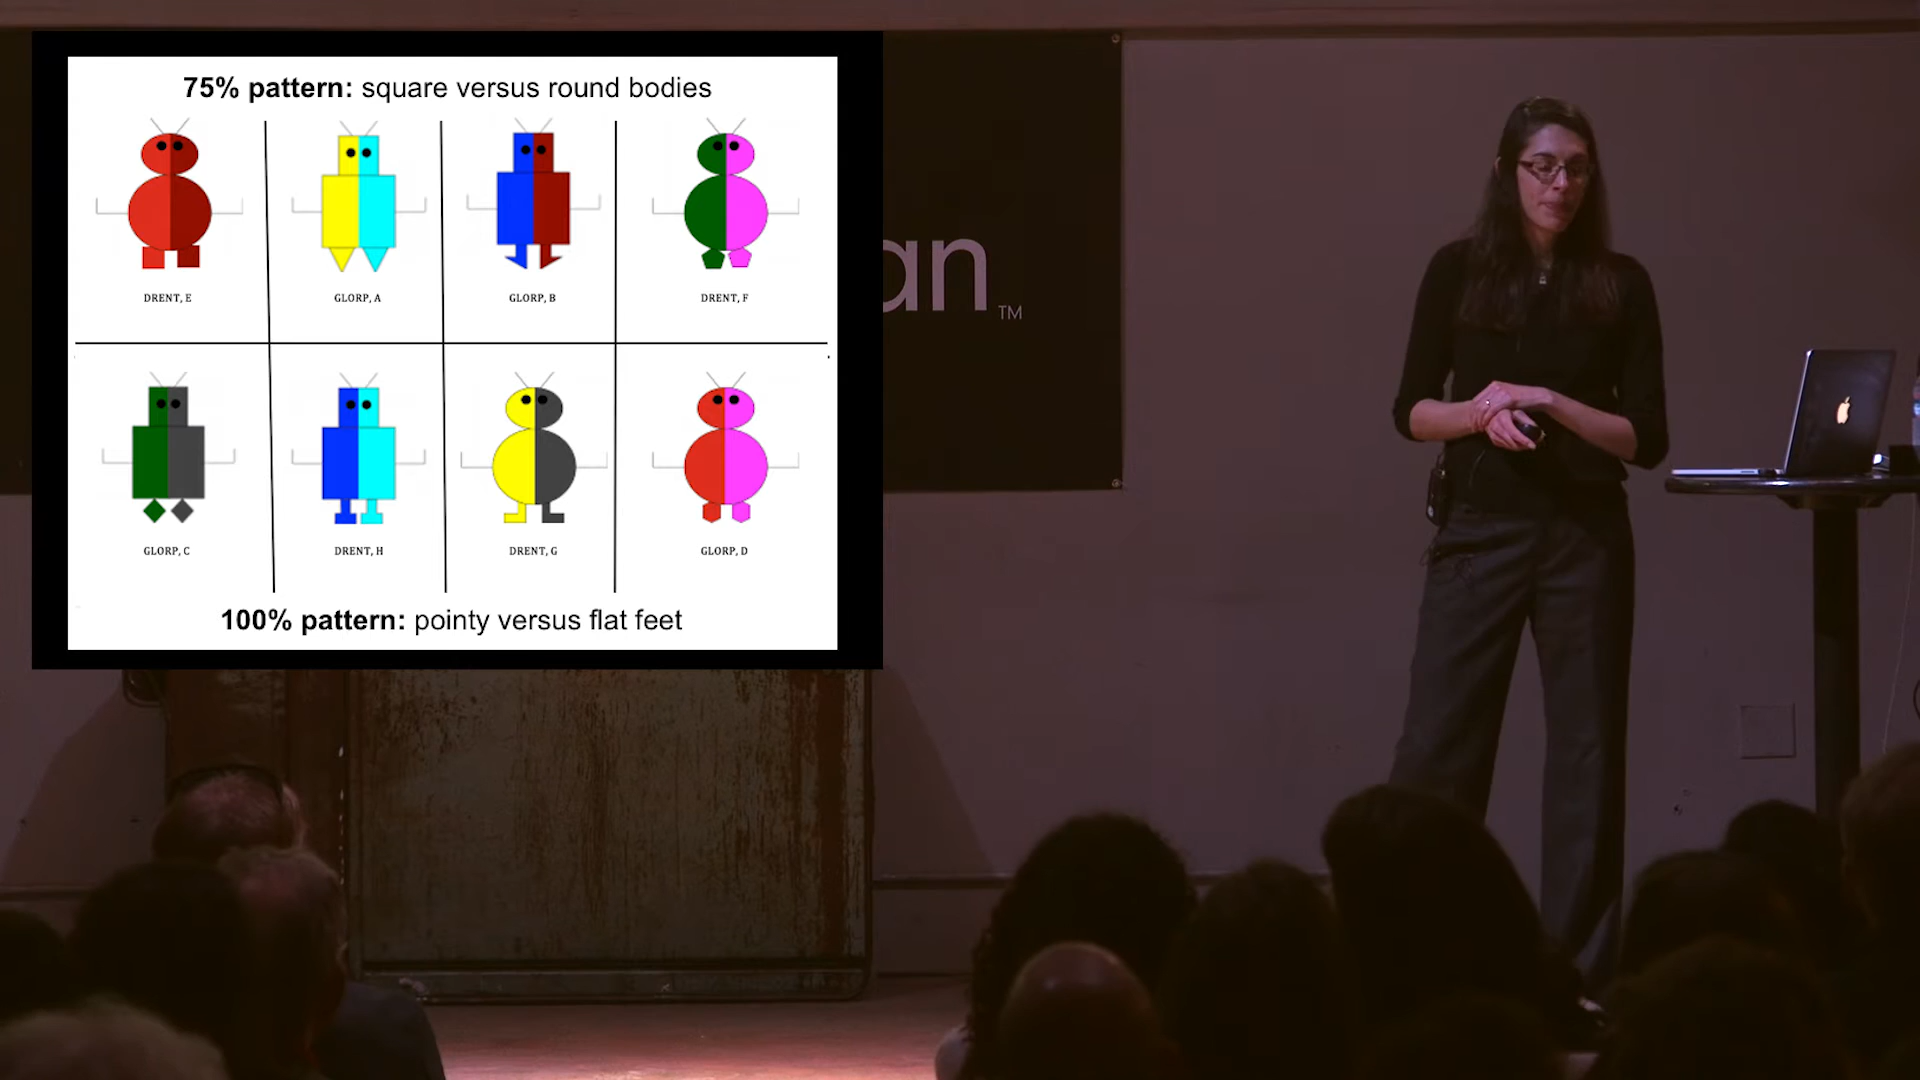 75% pattern: square versus round bodies
DRENT, E
GLORP, A
GLORP, B
DRENT, F
GLORP, C
DRENT, H
DRENT, G
GLORP, D
100% pattern: pointy versus flat feet
an
TM